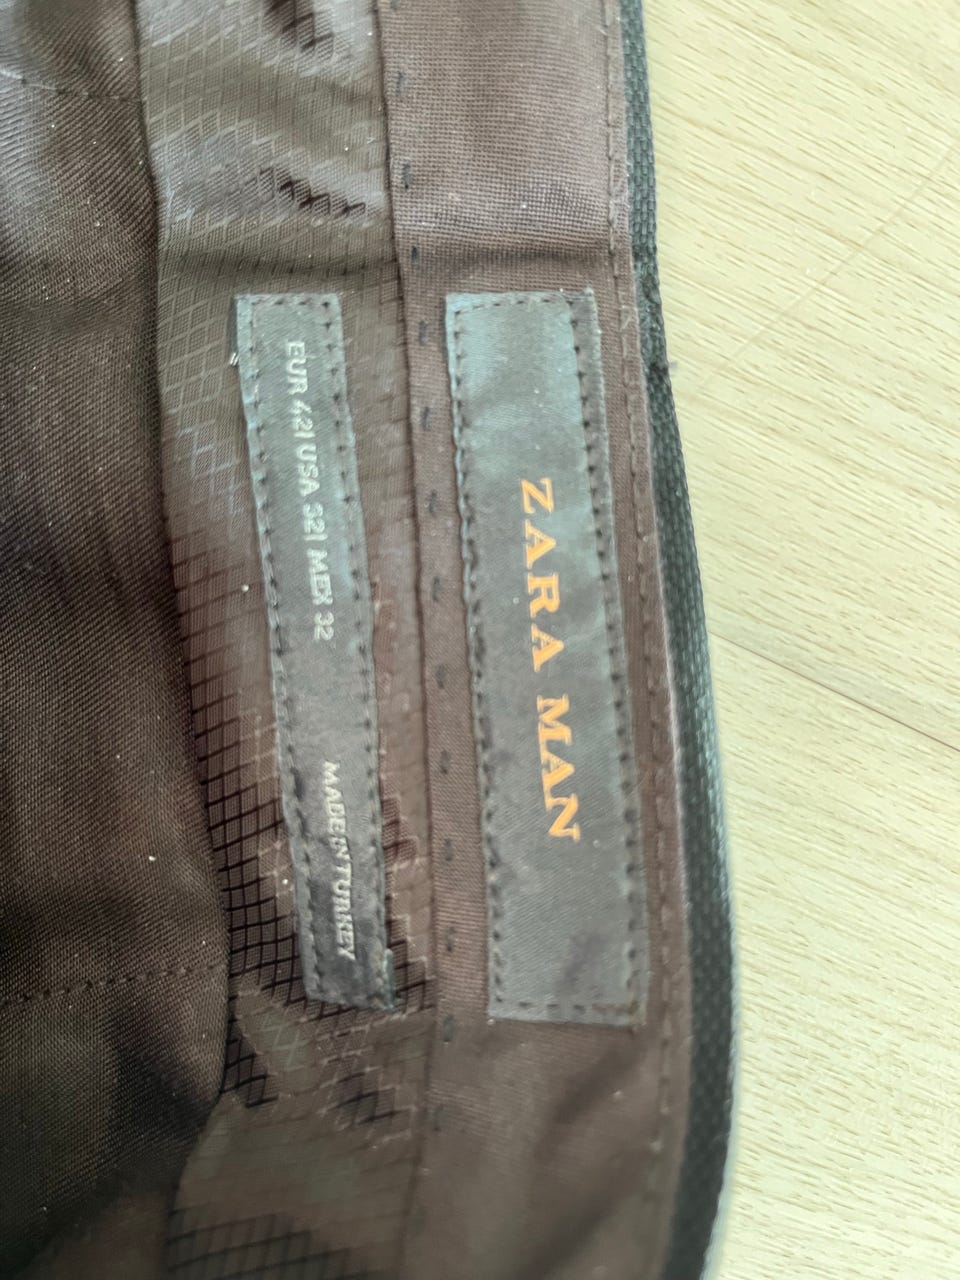 ZARA MAN
EUR 42 | USA 32 | MEX 32
MADE IN TURKEY